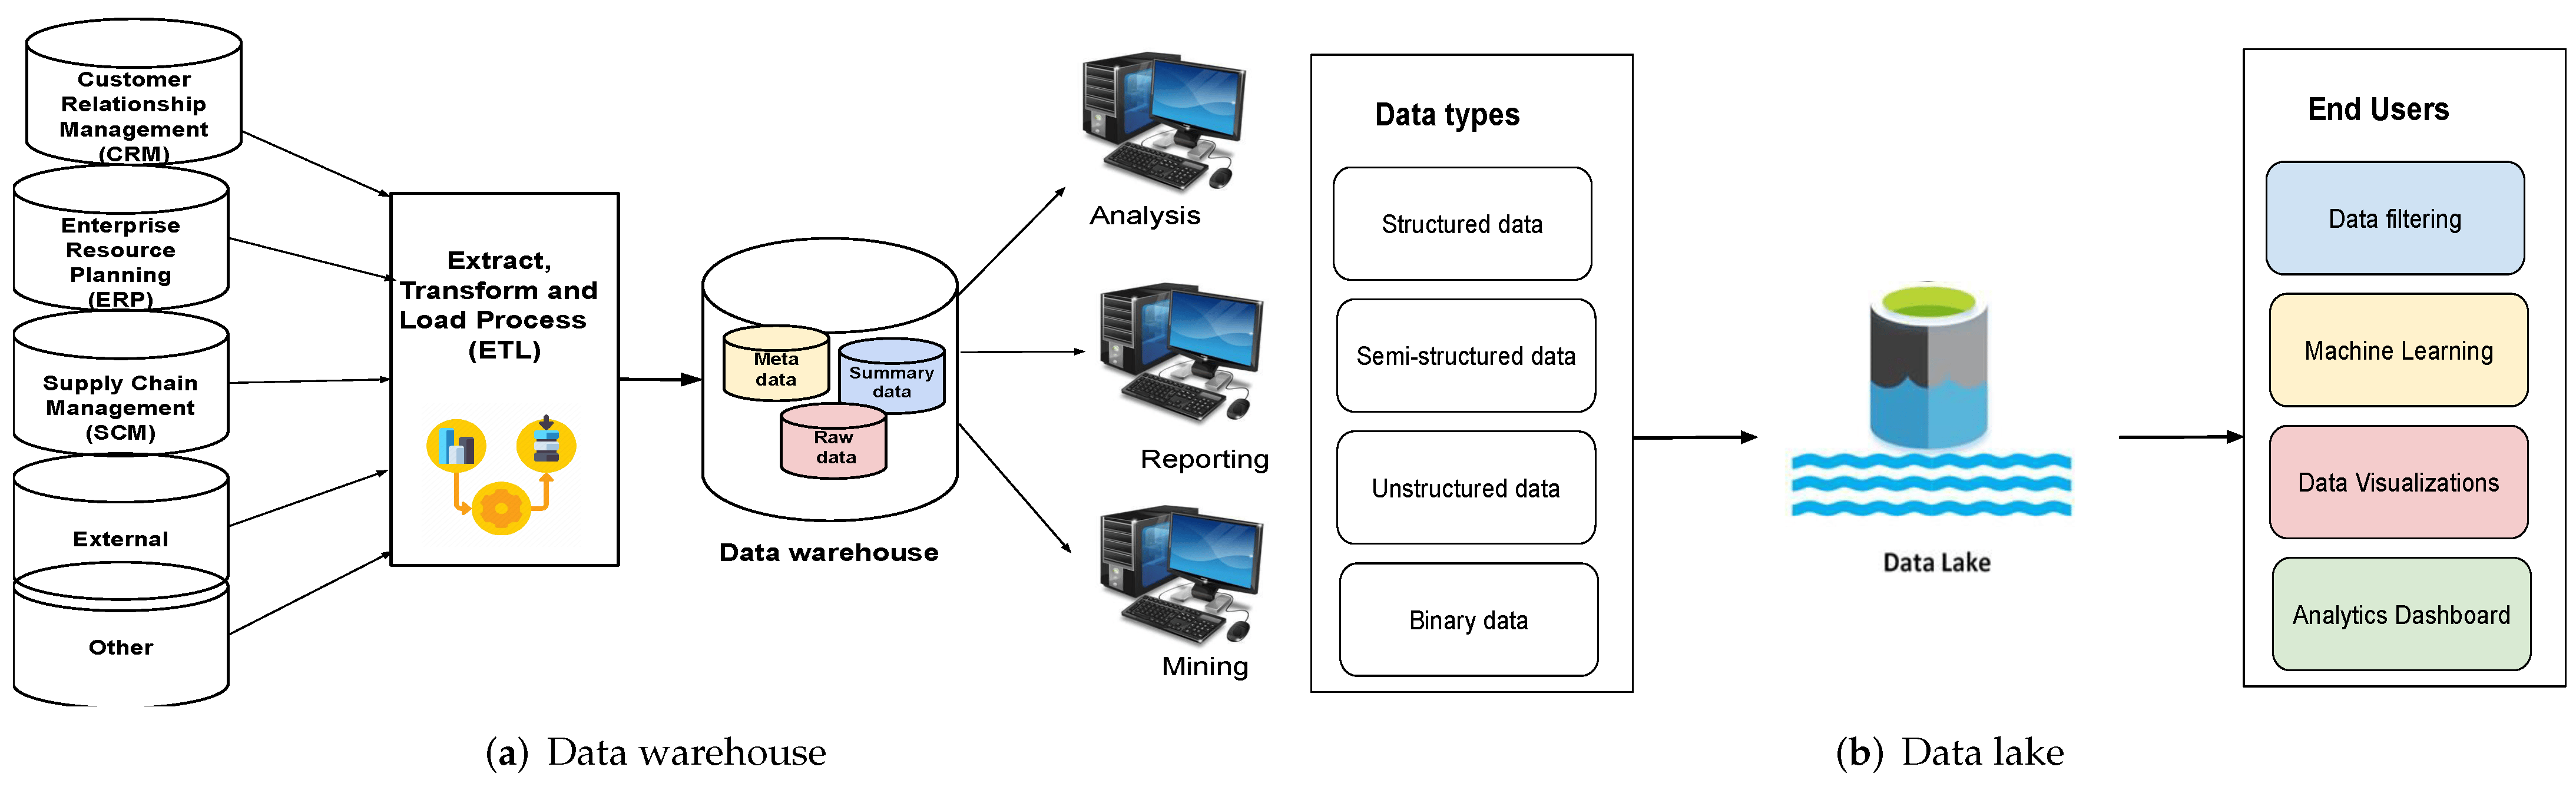 Customer
Relationship
Management
(CRM)
Enterprise
Resource
Planning
(ERP)
Supply Chain
Management
(SCM)
External
Other
Extract,
Transform and
Load Process
(ETL)
Meta
data
Summary
data
Raw
data
Data warehouse
Analysis
Reporting
Mining
(a) Data warehouse
Data types
Structured data
Semi-structured data
Unstructured data
Binary data
Data Lake
End Users
Data filtering
Machine Learning
Data Visualizations
Analytics Dashboard
(b) Data lake